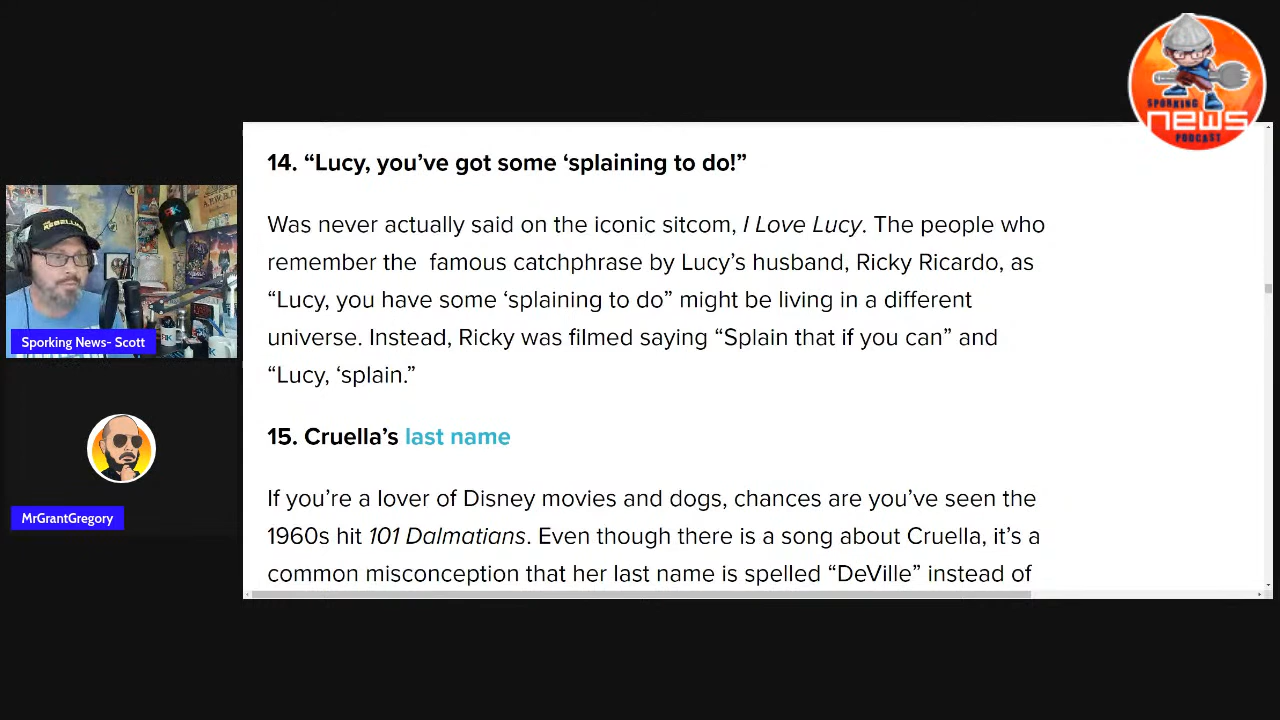 SPORKING
NEWS
PODCAST
14. “Lucy, you’ve got some ‘splaining to do!”
Was never actually said on the iconic sitcom, I Love Lucy. The people who
remember the  famous catchphrase by Lucy’s husband, Ricky Ricardo, as
“Lucy, you have some ‘splaining to do” might be living in a different
universe. Instead, Ricky was filmed saying “Splain that if you can” and
“Lucy, ‘splain.”
15. Cruella’s last name
If you’re a lover of Disney movies and dogs, chances are you’ve seen the
1960s hit 101 Dalmatians. Even though there is a song about Cruella, it’s a
common misconception that her last name is spelled “DeVille” instead of
Sporking News- Scott
MrGrantGregory